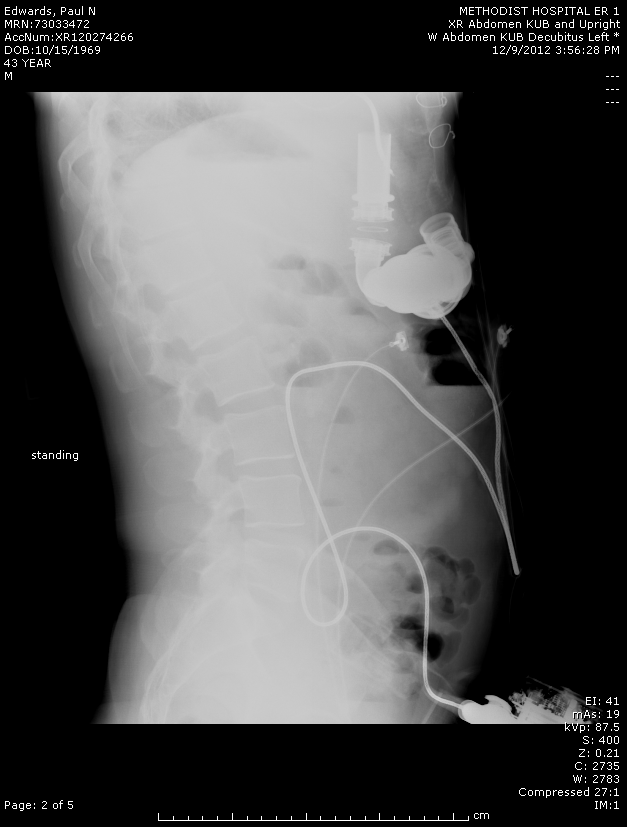 Edwards, Paul N
MRN:73033472
AccNum:XR120274266
DOB:10/15/1969
43 YEAR
M
METHODIST HOSPITAL ER 1
XR Abdomen KUB and Upright
W Abdomen KUB Decubitus Left *
12/9/2012 3:56:28 PM
---
---
---
standing
EI: 41
mAs: 19
kVp: 87.5
S: 400
Z: 0.21
C: 2735
W: 2783
Compressed 27:1
IM:1
Page: 2 of 5
cm